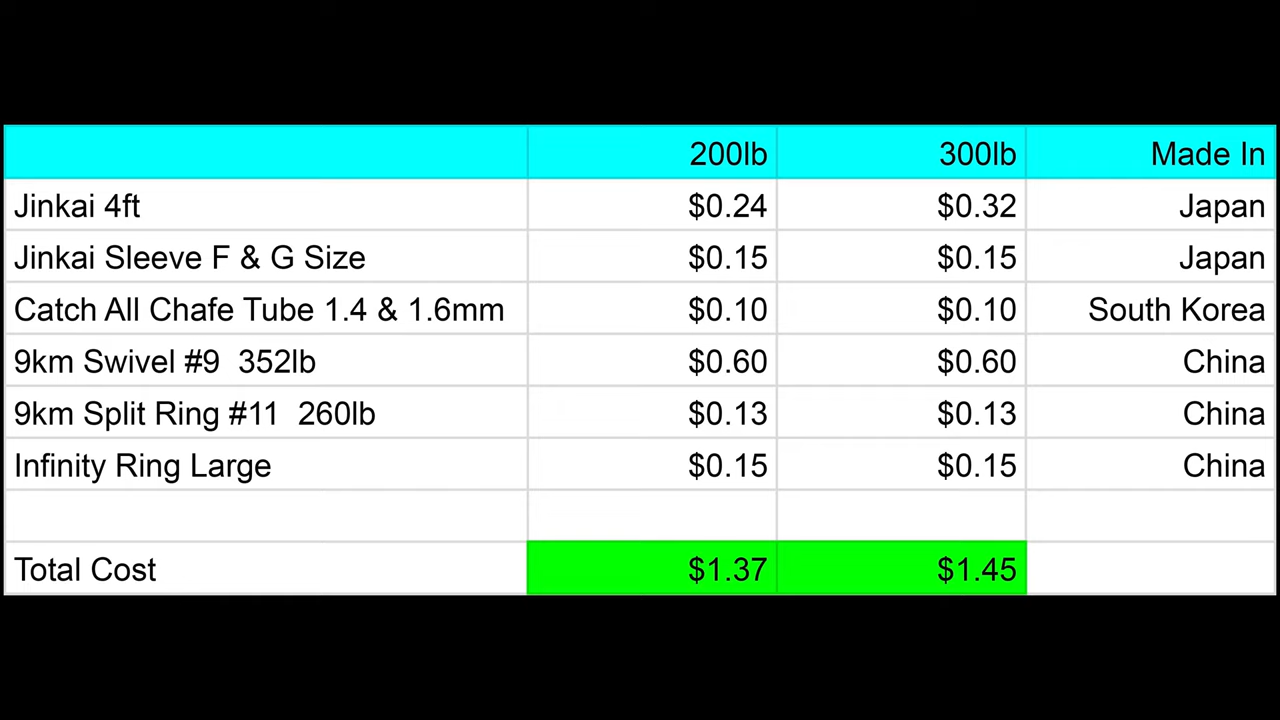 200lb 300lb Made In
Jinkai 4ft $0.24 $0.32 Japan
Jinkai Sleeve F & G Size $0.15 $0.15 Japan
Catch All Chafe Tube 1.4 & 1.6mm $0.10 $0.10 South Korea
9km Swivel #9  352lb $0.60 $0.60 China
9km Split Ring #11  260lb $0.13 $0.13 China
Infinity Ring Large $0.15 $0.15 China
Total Cost $1.37 $1.45